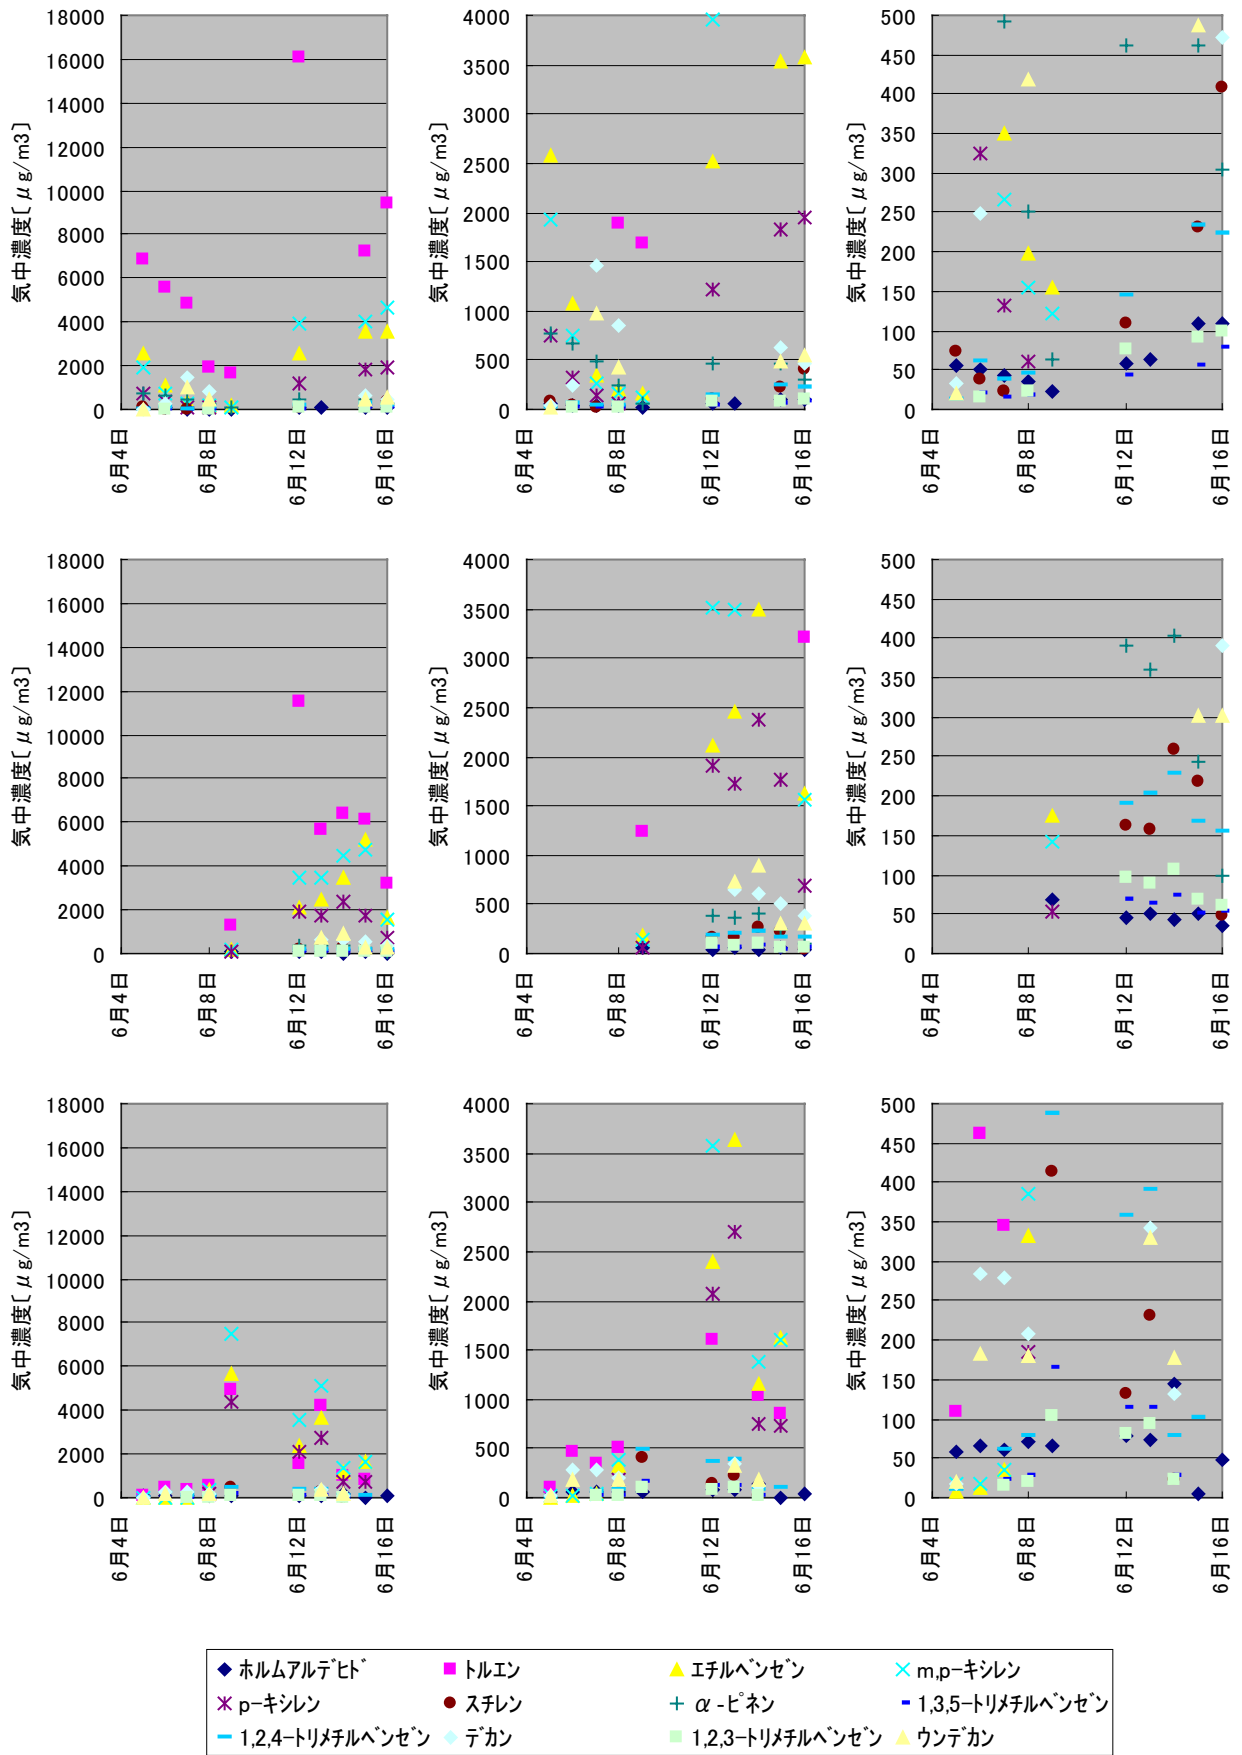 18000
16000
14000
12000
10000
8000
6000
4000
2000
0
気中濃度〔μg/m3〕
6月4日
6月8日
6月12日
6月16日
4000
3500
3000
2500
2000
1500
1000
500
0
気中濃度〔μg/m3〕
6月4日
6月8日
6月12日
6月16日
500
450
400
350
300
250
200
150
100
50
0
気中濃度〔μg/m3〕
6月4日
6月8日
6月12日
6月16日
18000
16000
14000
12000
10000
8000
6000
4000
2000
0
気中濃度〔μg/m3〕
6月4日
6月8日
6月12日
6月16日
4000
3500
3000
2500
2000
1500
1000
500
0
気中濃度〔μg/m3〕
6月4日
6月8日
6月12日
6月16日
500
450
400
350
300
250
200
150
100
50
0
気中濃度〔μg/m3〕
6月4日
6月8日
6月12日
6月16日
18000
16000
14000
12000
10000
8000
6000
4000
2000
0
気中濃度〔μg/m3〕
6月4日
6月8日
6月12日
6月16日
4000
3500
3000
2500
2000
1500
1000
500
0
気中濃度〔μg/m3〕
6月4日
6月8日
6月12日
6月16日
500
450
400
350
300
250
200
150
100
50
0
気中濃度〔μg/m3〕
6月4日
6月8日
6月12日
6月16日
ホルムアルデヒド トルエン エチルベンゼン m,p-キシレン
p-キシレン スチレン α-ピネン 1,3,5-トリメチルベンゼン
1,2,4-トリメチルベンゼン デカン 1,2,3-トリメチルベンゼン ウンデカン